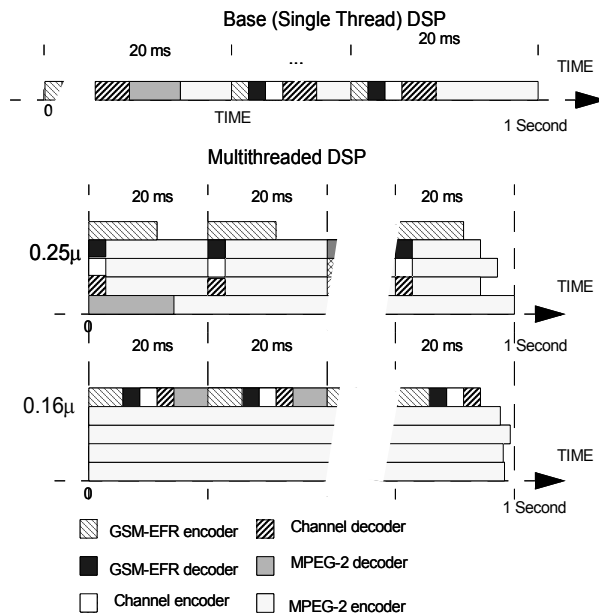 Base (Single Thread) DSP
20 ms ... 20 ms
TIME
0 TIME 1 Second
Multithreaded DSP
20 ms 20 ms 20 ms
0.25μ
TIME
0 1 Second
20 ms 20 ms 20 ms
0.16μ
TIME
0 1 Second
GSM-EFR encoder Channel decoder
GSM-EFR decoder MPEG-2 decoder
Channel encoder MPEG-2 encoder